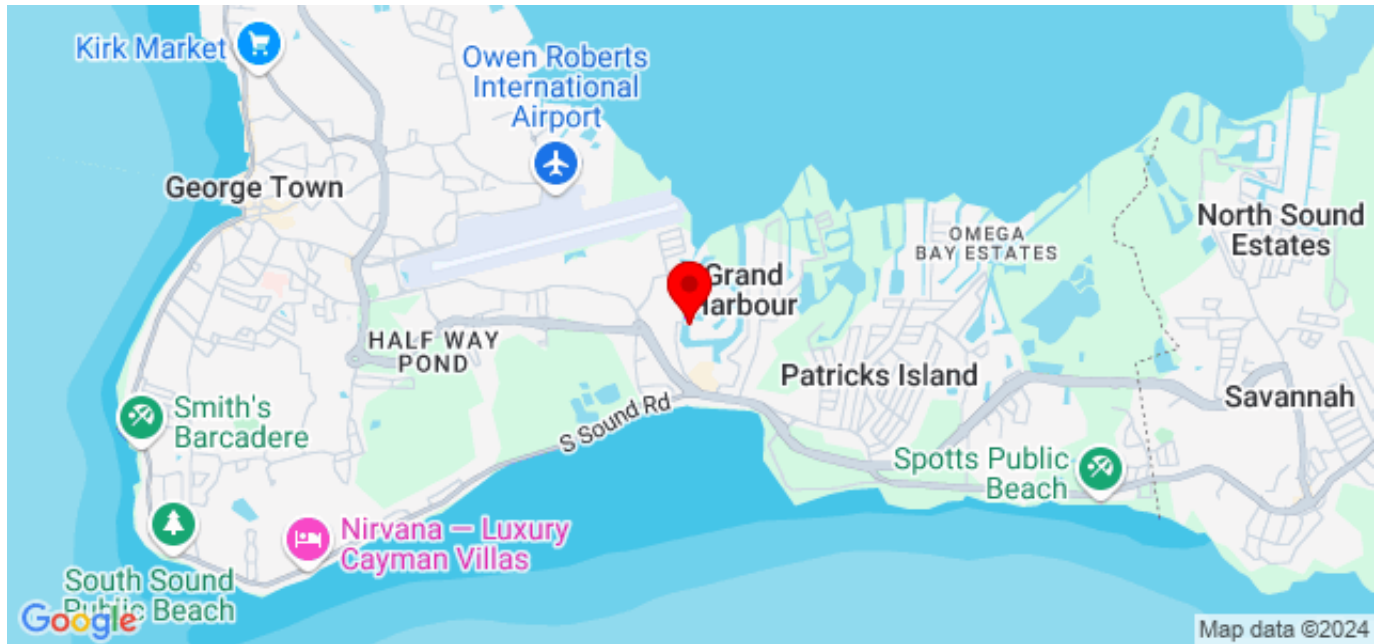 Kirk Market
Owen Roberts
International
Airport
George Town
North Sound
Estates
OMEGA
BAY ESTATES
Grand
Harbour
HALF WAY
POND
Patricks Island
Savannah
Smith's
Barcadere
S Sound Rd
Spotts Public
Beach
Nirvana — Luxury
Cayman Villas
South Sound
Public Beach
Google
Map data ©2024